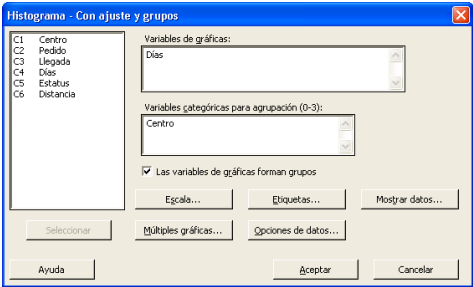 Histograma - Con ajuste y grupos
C1 Centro
C2 Pedido
C3 Llegada
C4 Días
C5 Estatus
C6 Distancia
Variables de gráficas:
Días
Variables categóricas para agrupación (0-3):
Centro
Las variables de gráficas forman grupos
Escala...
Etiquetas...
Mostrar datos...
Seleccionar
Múltiples gráficas...
Opciones de datos...
Ayuda
Aceptar
Cancelar